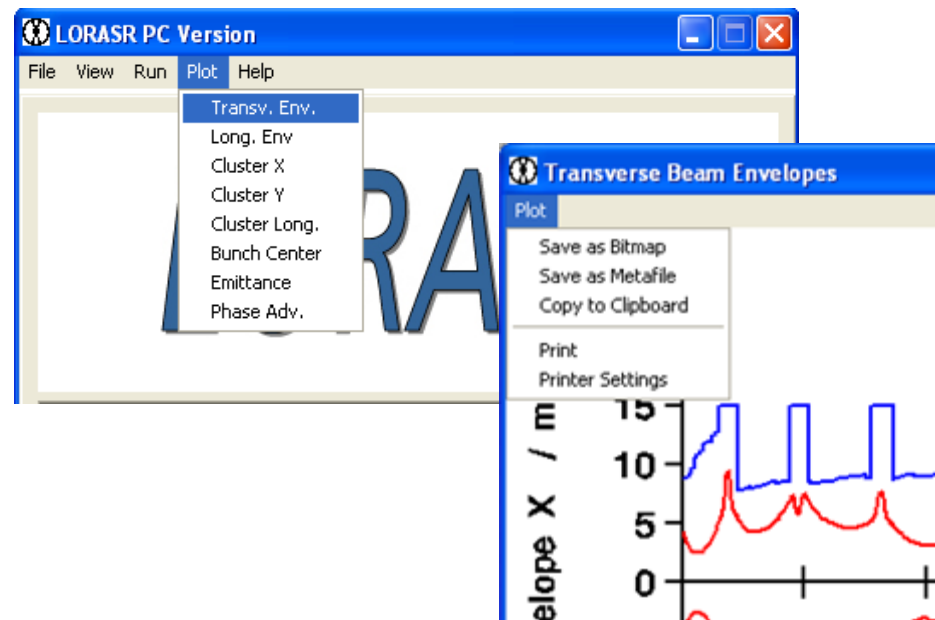 LORASR PC Version
File View Run Plot Help
Transv. Env.
Long. Env
Cluster X
Cluster Y
Cluster Long.
Bunch Center
Emittance
Phase Adv.
RA
Transverse Beam Envelopes
Plot
Save as Bitmap
Save as Metafile
Copy to Clipboard
Print
Printer Settings
15
10
5
0
elope X / m